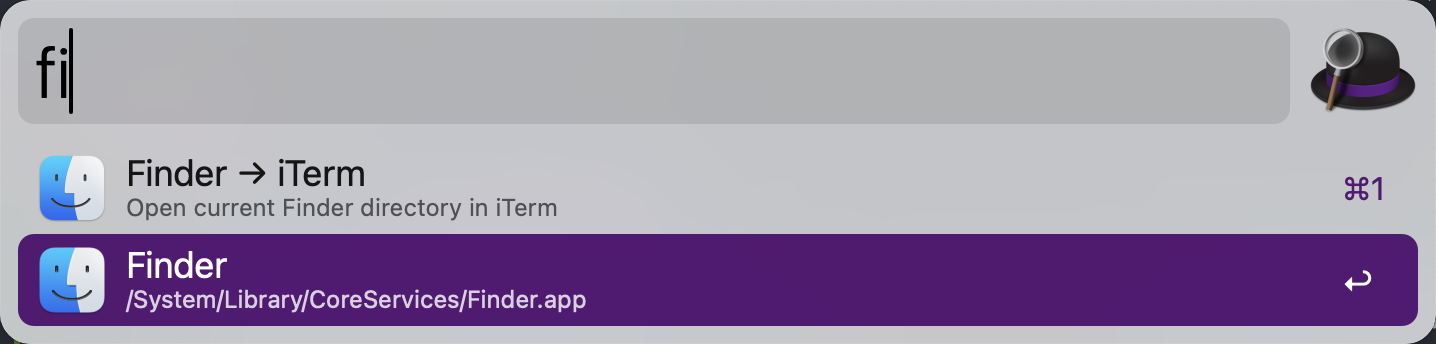 fi
Finder → iTerm
Open current Finder directory in iTerm
⌘1
Finder
/System/Library/CoreServices/Finder.app
↩